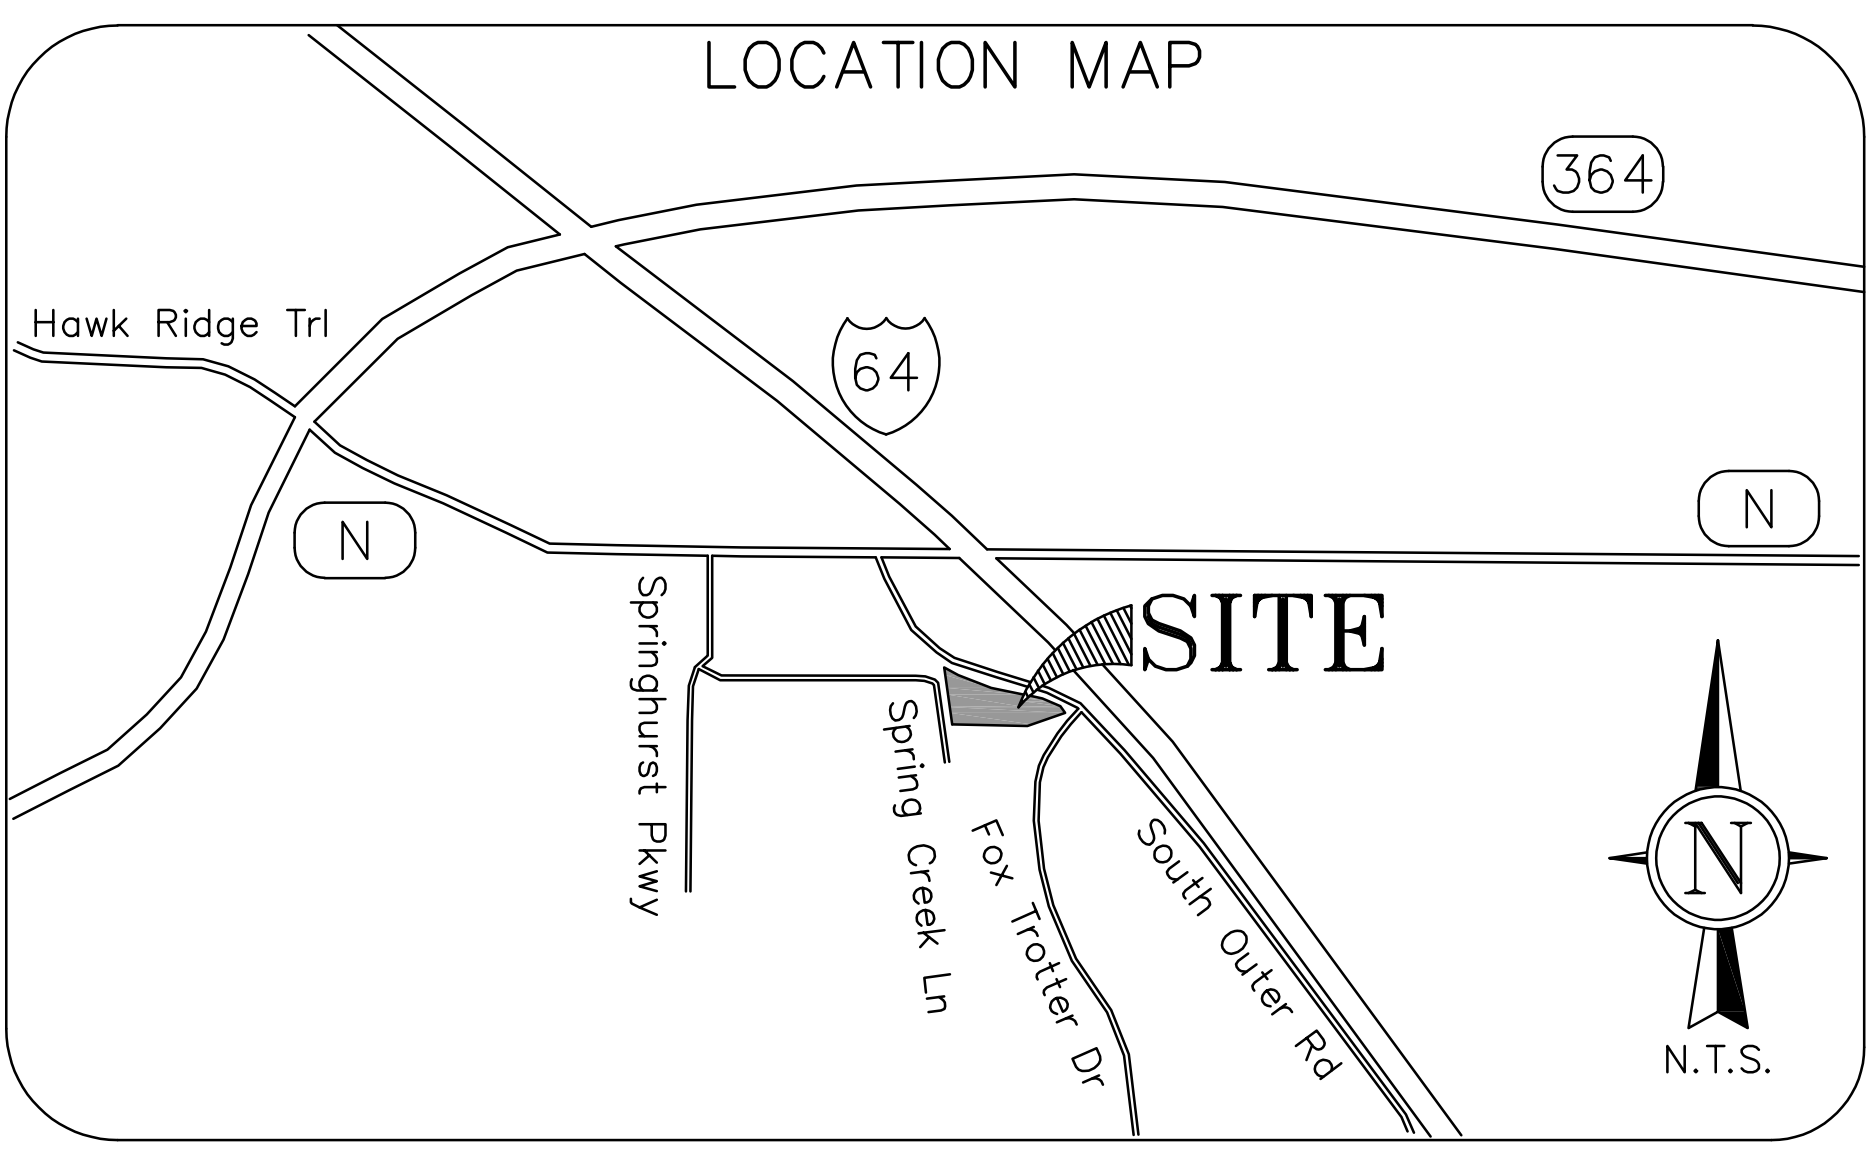 LOCATION MAP
364
Hawk Ridge Trl
64
N
N
SITE
Springhurst Pkwy
Spring Creek Ln
Fox Trotter Dr
South Outer Rd
N
N.T.S.